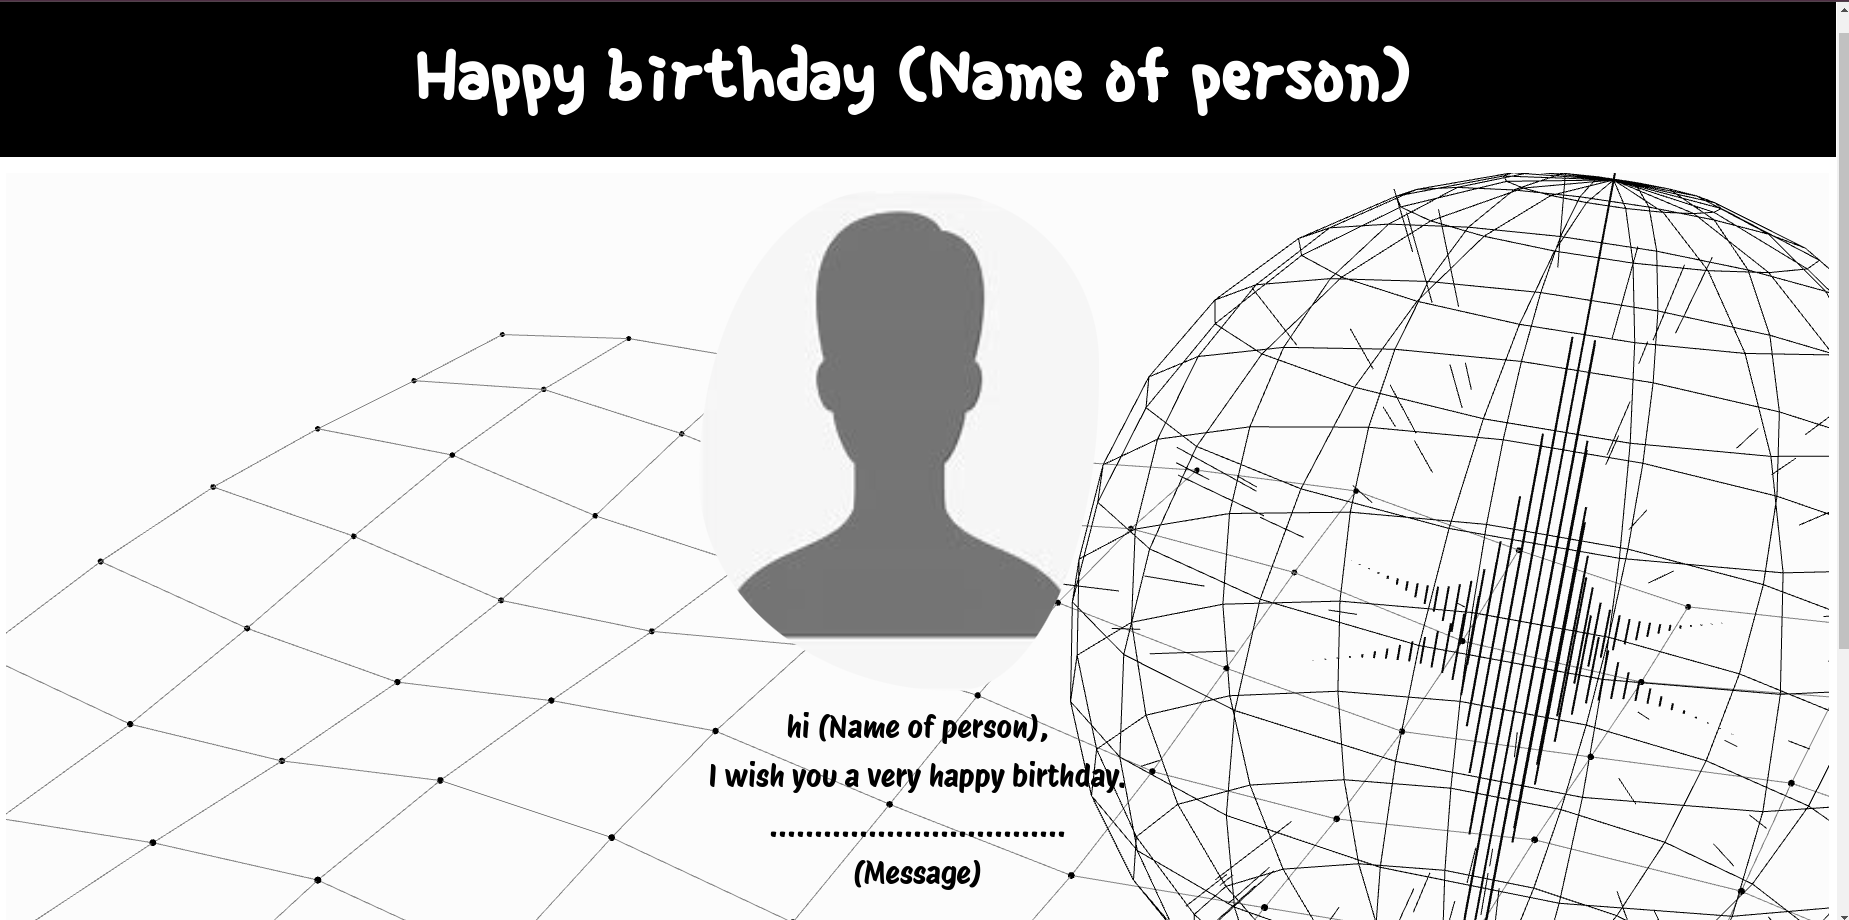 Happy birthday (Name of person)
hi (Name of person),
I wish you a very happy birthday.
.................................
(Message)